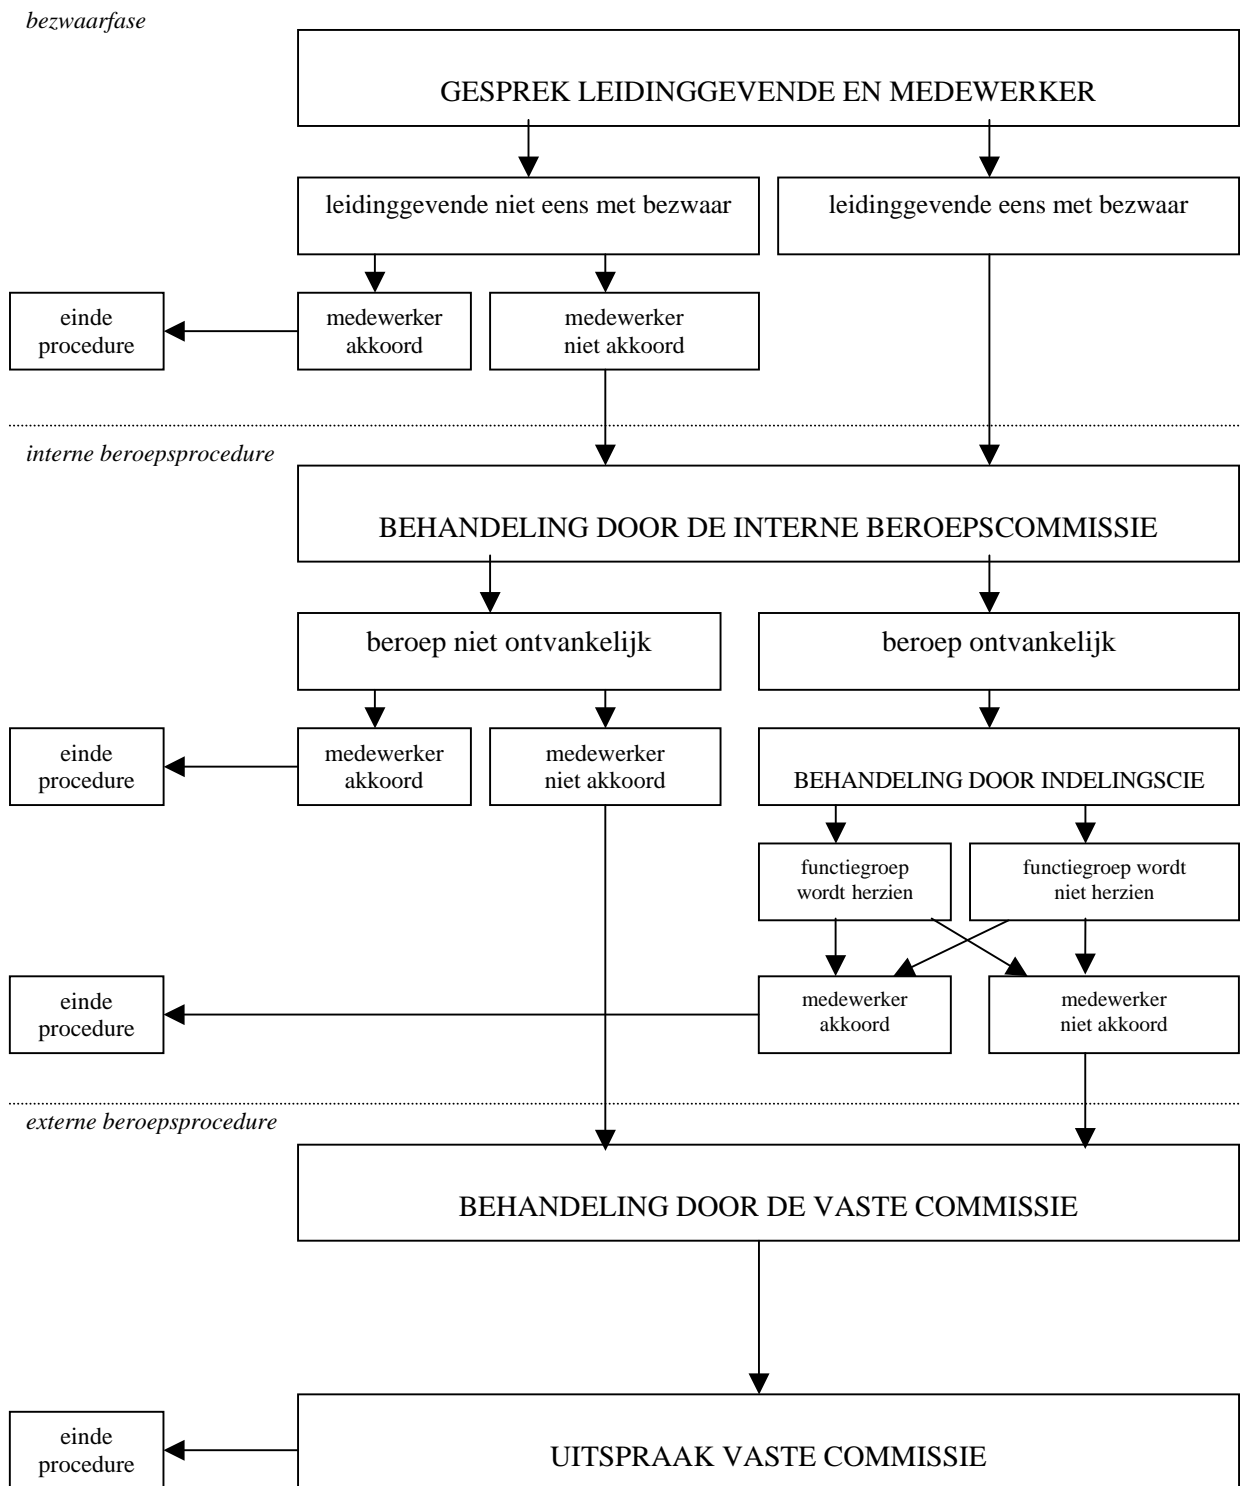 bezwaarfase
GESPREK LEIDINGGEVENDE EN MEDEWERKER
leidinggevende niet eens met bezwaar
leidinggevende eens met bezwaar
einde
procedure
medewerker
akkoord
medewerker
niet akkoord
interne beroepsprocedure
BEHANDELING DOOR DE INTERNE BEROEPSCOMMISSIE
beroep niet ontvankelijk
beroep ontvankelijk
einde
procedure
medewerker
akkoord
medewerker
niet akkoord
BEHANDELING DOOR INDELINGSCIE
functiegroep
wordt herzien
functiegroep wordt
niet herzien
einde
procedure
medewerker
akkoord
medewerker
niet akkoord
externe beroepsprocedure
BEHANDELING DOOR DE VASTE COMMISSIE
einde
procedure
UITSPRAAK VASTE COMMISSIE